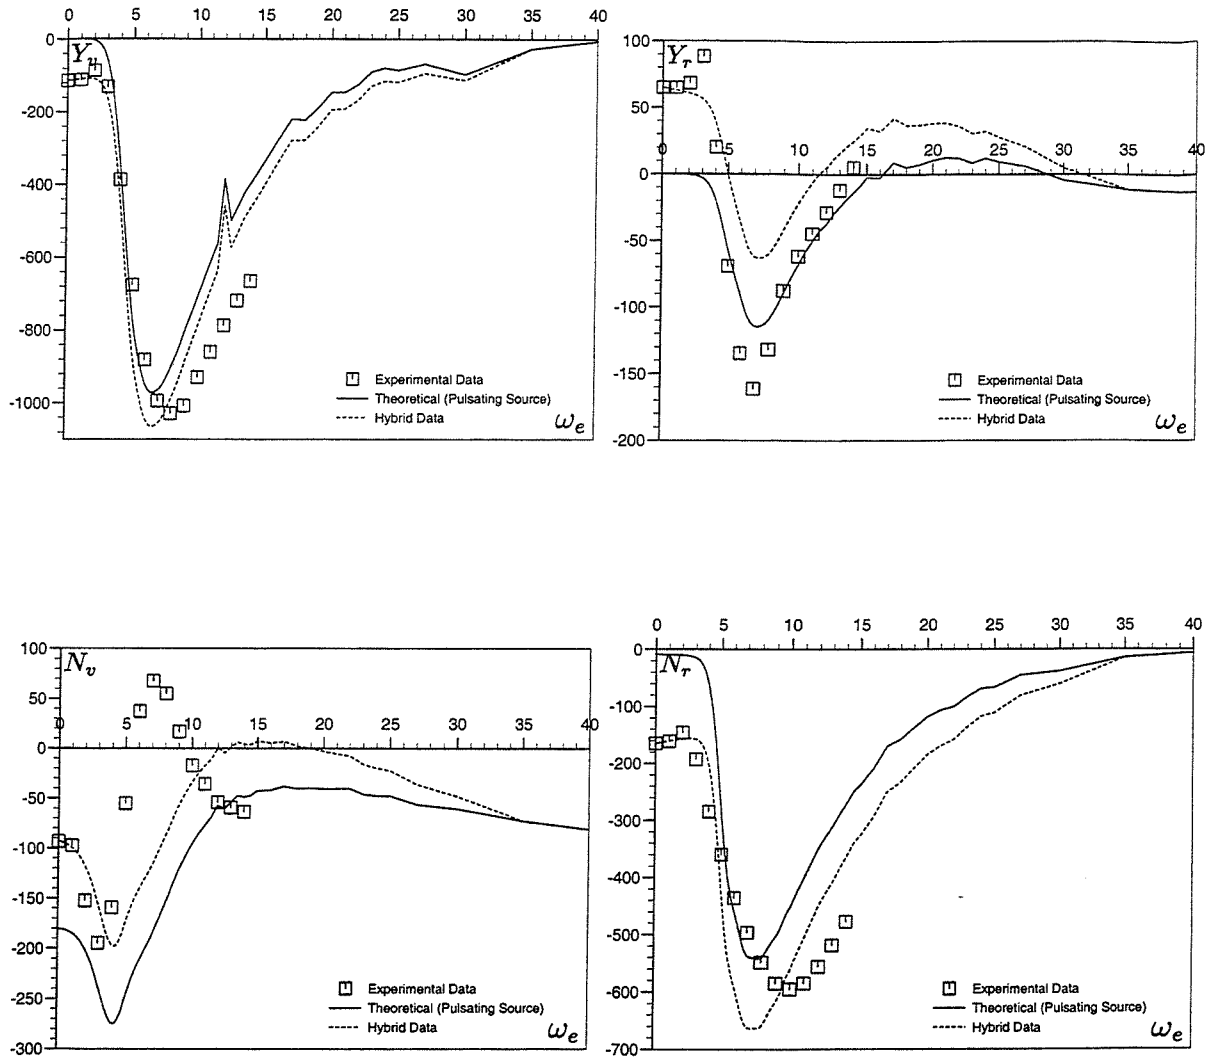 0 5 10 15 20 25 30 35 40
0
Y_v
-200
-400
-600
-800
-1000
Experimental Data
Theoretical (Pulsating Source)
Hybrid Data
ω_e
100
Y_r
50
0 5 10 15 20 25 30 35 40
0
-50
-100
-150
-200
Experimental Data
Theoretical (Pulsating Source)
Hybrid Data
ω_e
100
N_v
50
0 5 10 15 20 25 30 35 40
0
-50
-100
-150
-200
-250
-300
Experimental Data
Theoretical (Pulsating Source)
Hybrid Data
ω_e
0 5 10 15 20 25 30 35 40
0
N_r
-100
-200
-300
-400
-500
-600
-700
Experimental Data
Theoretical (Pulsating Source)
Hybrid Data
ω_e